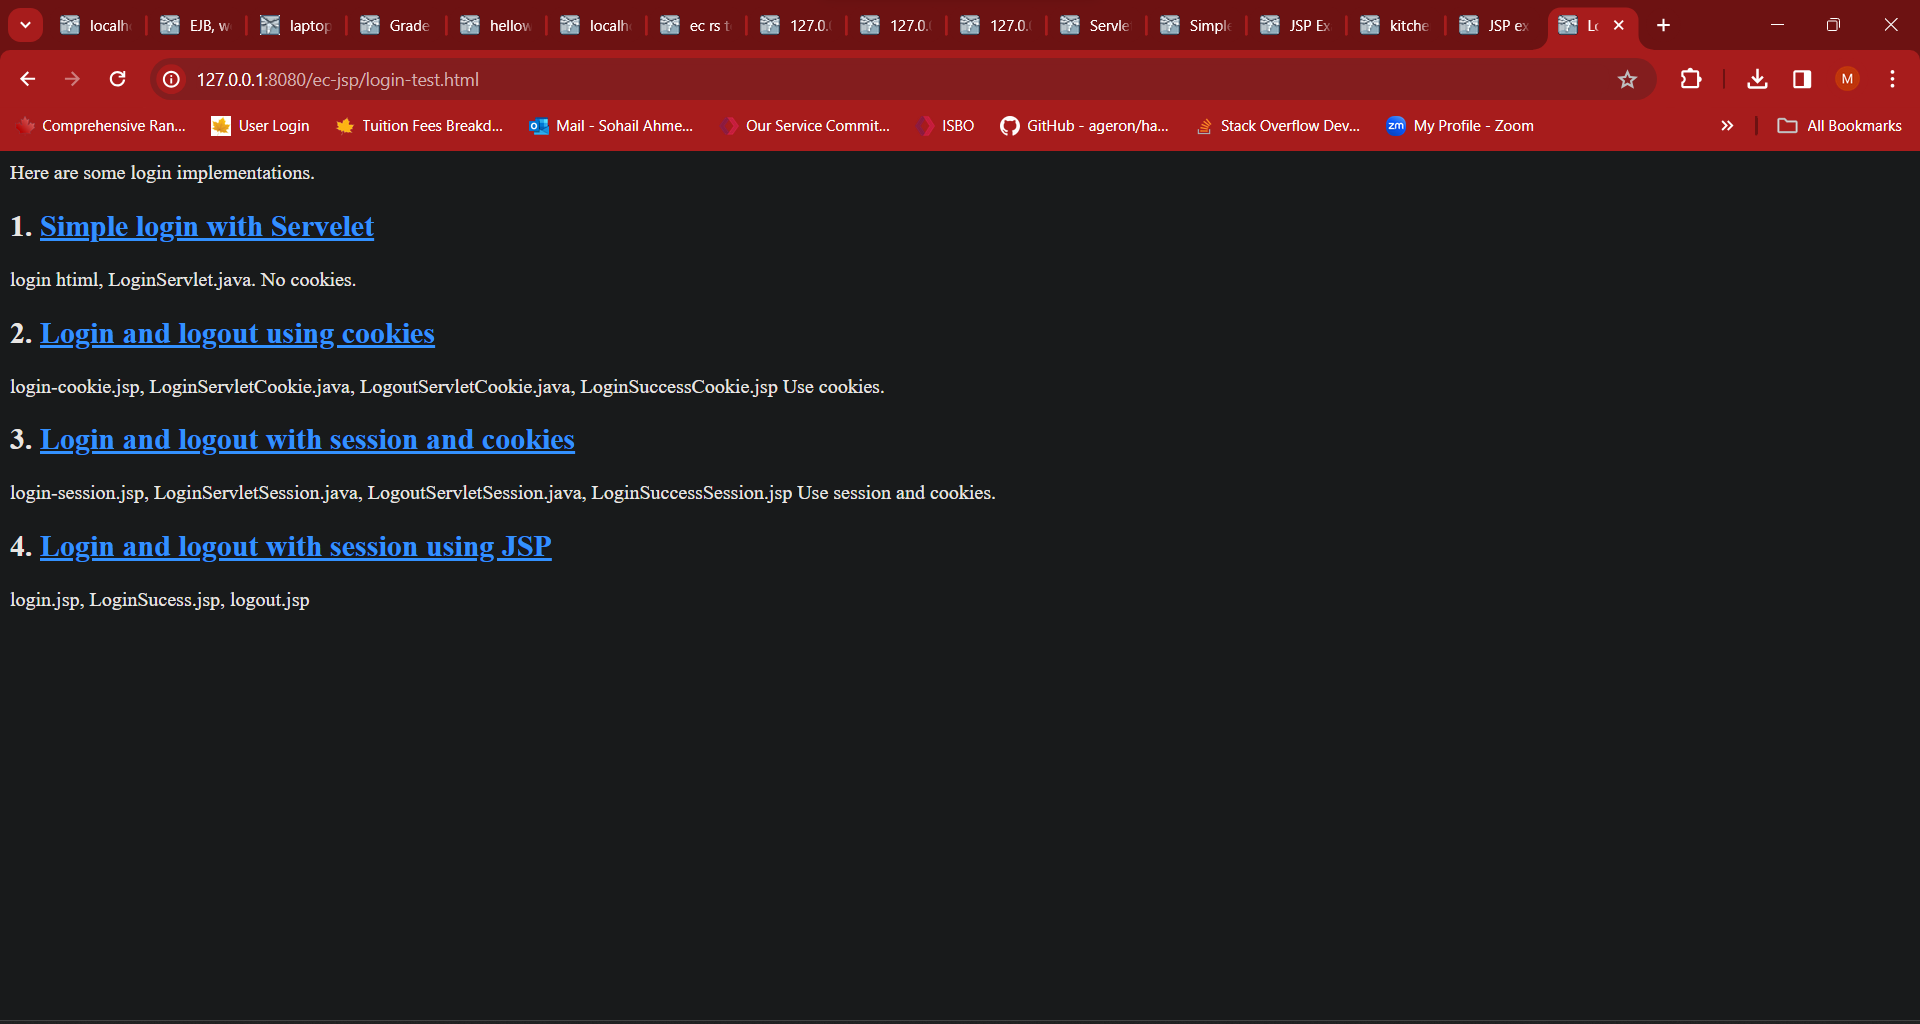 localh EJB, w laptop Grade hellow localh ec rs t 127.0. 127.0. 127.0. Servle Simple JSP Ex kitche JSP ex Lo
127.0.0.1:8080/ec-jsp/login-test.html M
Comprehensive Ran... User Login Tuition Fees Breakd... Mail - Sohail Ahme... Our Service Commit... ISBO GitHub - ageron/ha... Stack Overflow Dev... zm My Profile - Zoom » All Bookmarks
Here are some login implementations.
1. Simple login with Servelet
login htiml, LoginServlet.java. No cookies.
2. Login and logout using cookies
login-cookie.jsp, LoginServletCookie.java, LogoutServletCookie.java, LoginSuccessCookie.jsp Use cookies.
3. Login and logout with session and cookies
login-session.jsp, LoginServletSession.java, LogoutServletSession.java, LoginSuccessSession.jsp Use session and cookies.
4. Login and logout with session using JSP
login.jsp, LoginSucess.jsp, logout.jsp